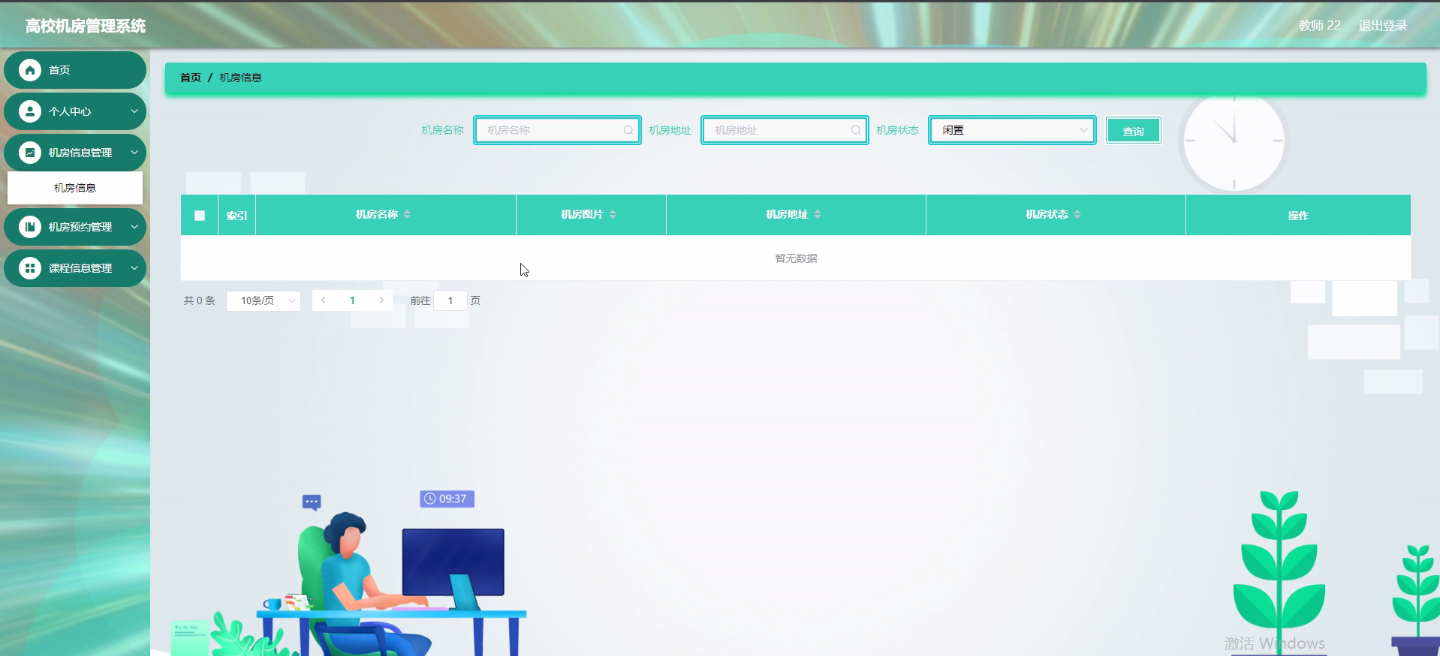 高校机房管理系统
教师 22 退出登录
首页
个人中心
机房信息管理
机房信息
机房预约管理
课程信息管理
首页 / 机房信息
机房名称 机房名称 机房地址 机房地址 机房状态 闲置 查询
索引 机房名称 机房图片 机房地址 机房状态 操作
暂无数据
共 0 条 10条/页 1 前往 1 页
09:37
激活 Windows